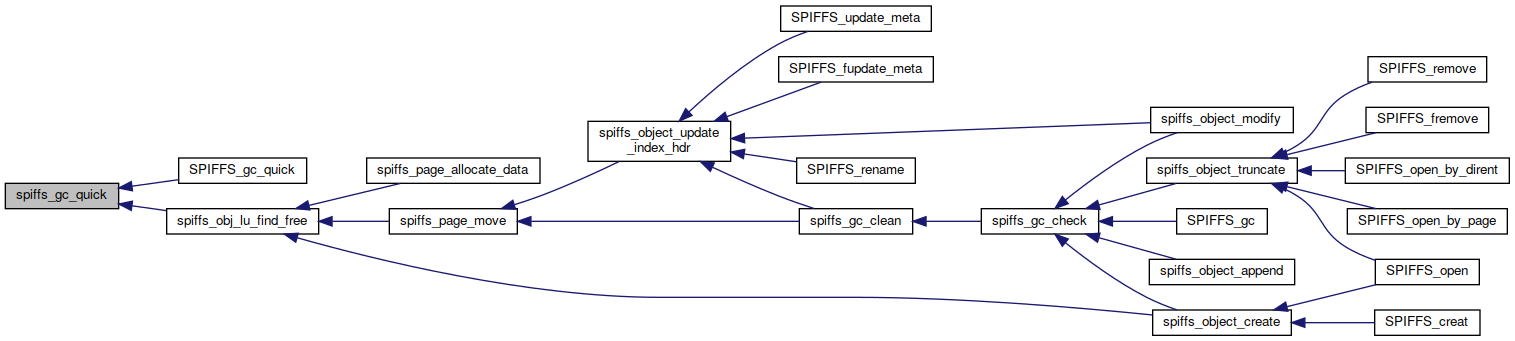 SPIFFS_update_meta
SPIFFS_fupdate_meta
SPIFFS_remove
spiffs_object_update
_index_hdr
spiffs_object_modify
SPIFFS_fremove
SPIFFS_gc_quick
spiffs_page_allocate_data
SPIFFS_rename
spiffs_object_truncate
SPIFFS_open_by_dirent
spiffs_gc_quick
spiffs_obj_lu_find_free
spiffs_page_move
spiffs_gc_clean
spiffs_gc_check
SPIFFS_gc
SPIFFS_open_by_page
spiffs_object_append
SPIFFS_open
spiffs_object_create
SPIFFS_creat